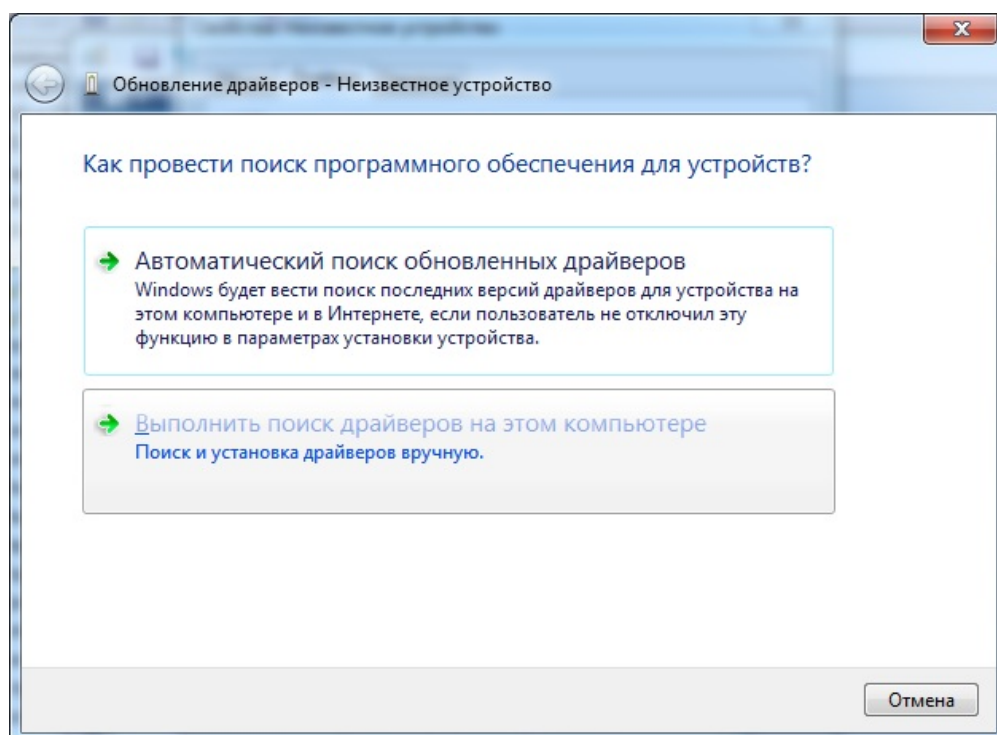 Обновление драйверов - Неизвестное устройство
Как провести поиск программного обеспечения для устройств?
Автоматический поиск обновленных драйверов
Windows будет вести поиск последних версий драйверов для устройства на
этом компьютере и в Интернете, если пользователь не отключил эту
функцию в параметрах установки устройства.
Выполнить поиск драйверов на этом компьютере
Поиск и установка драйверов вручную.
Отмена